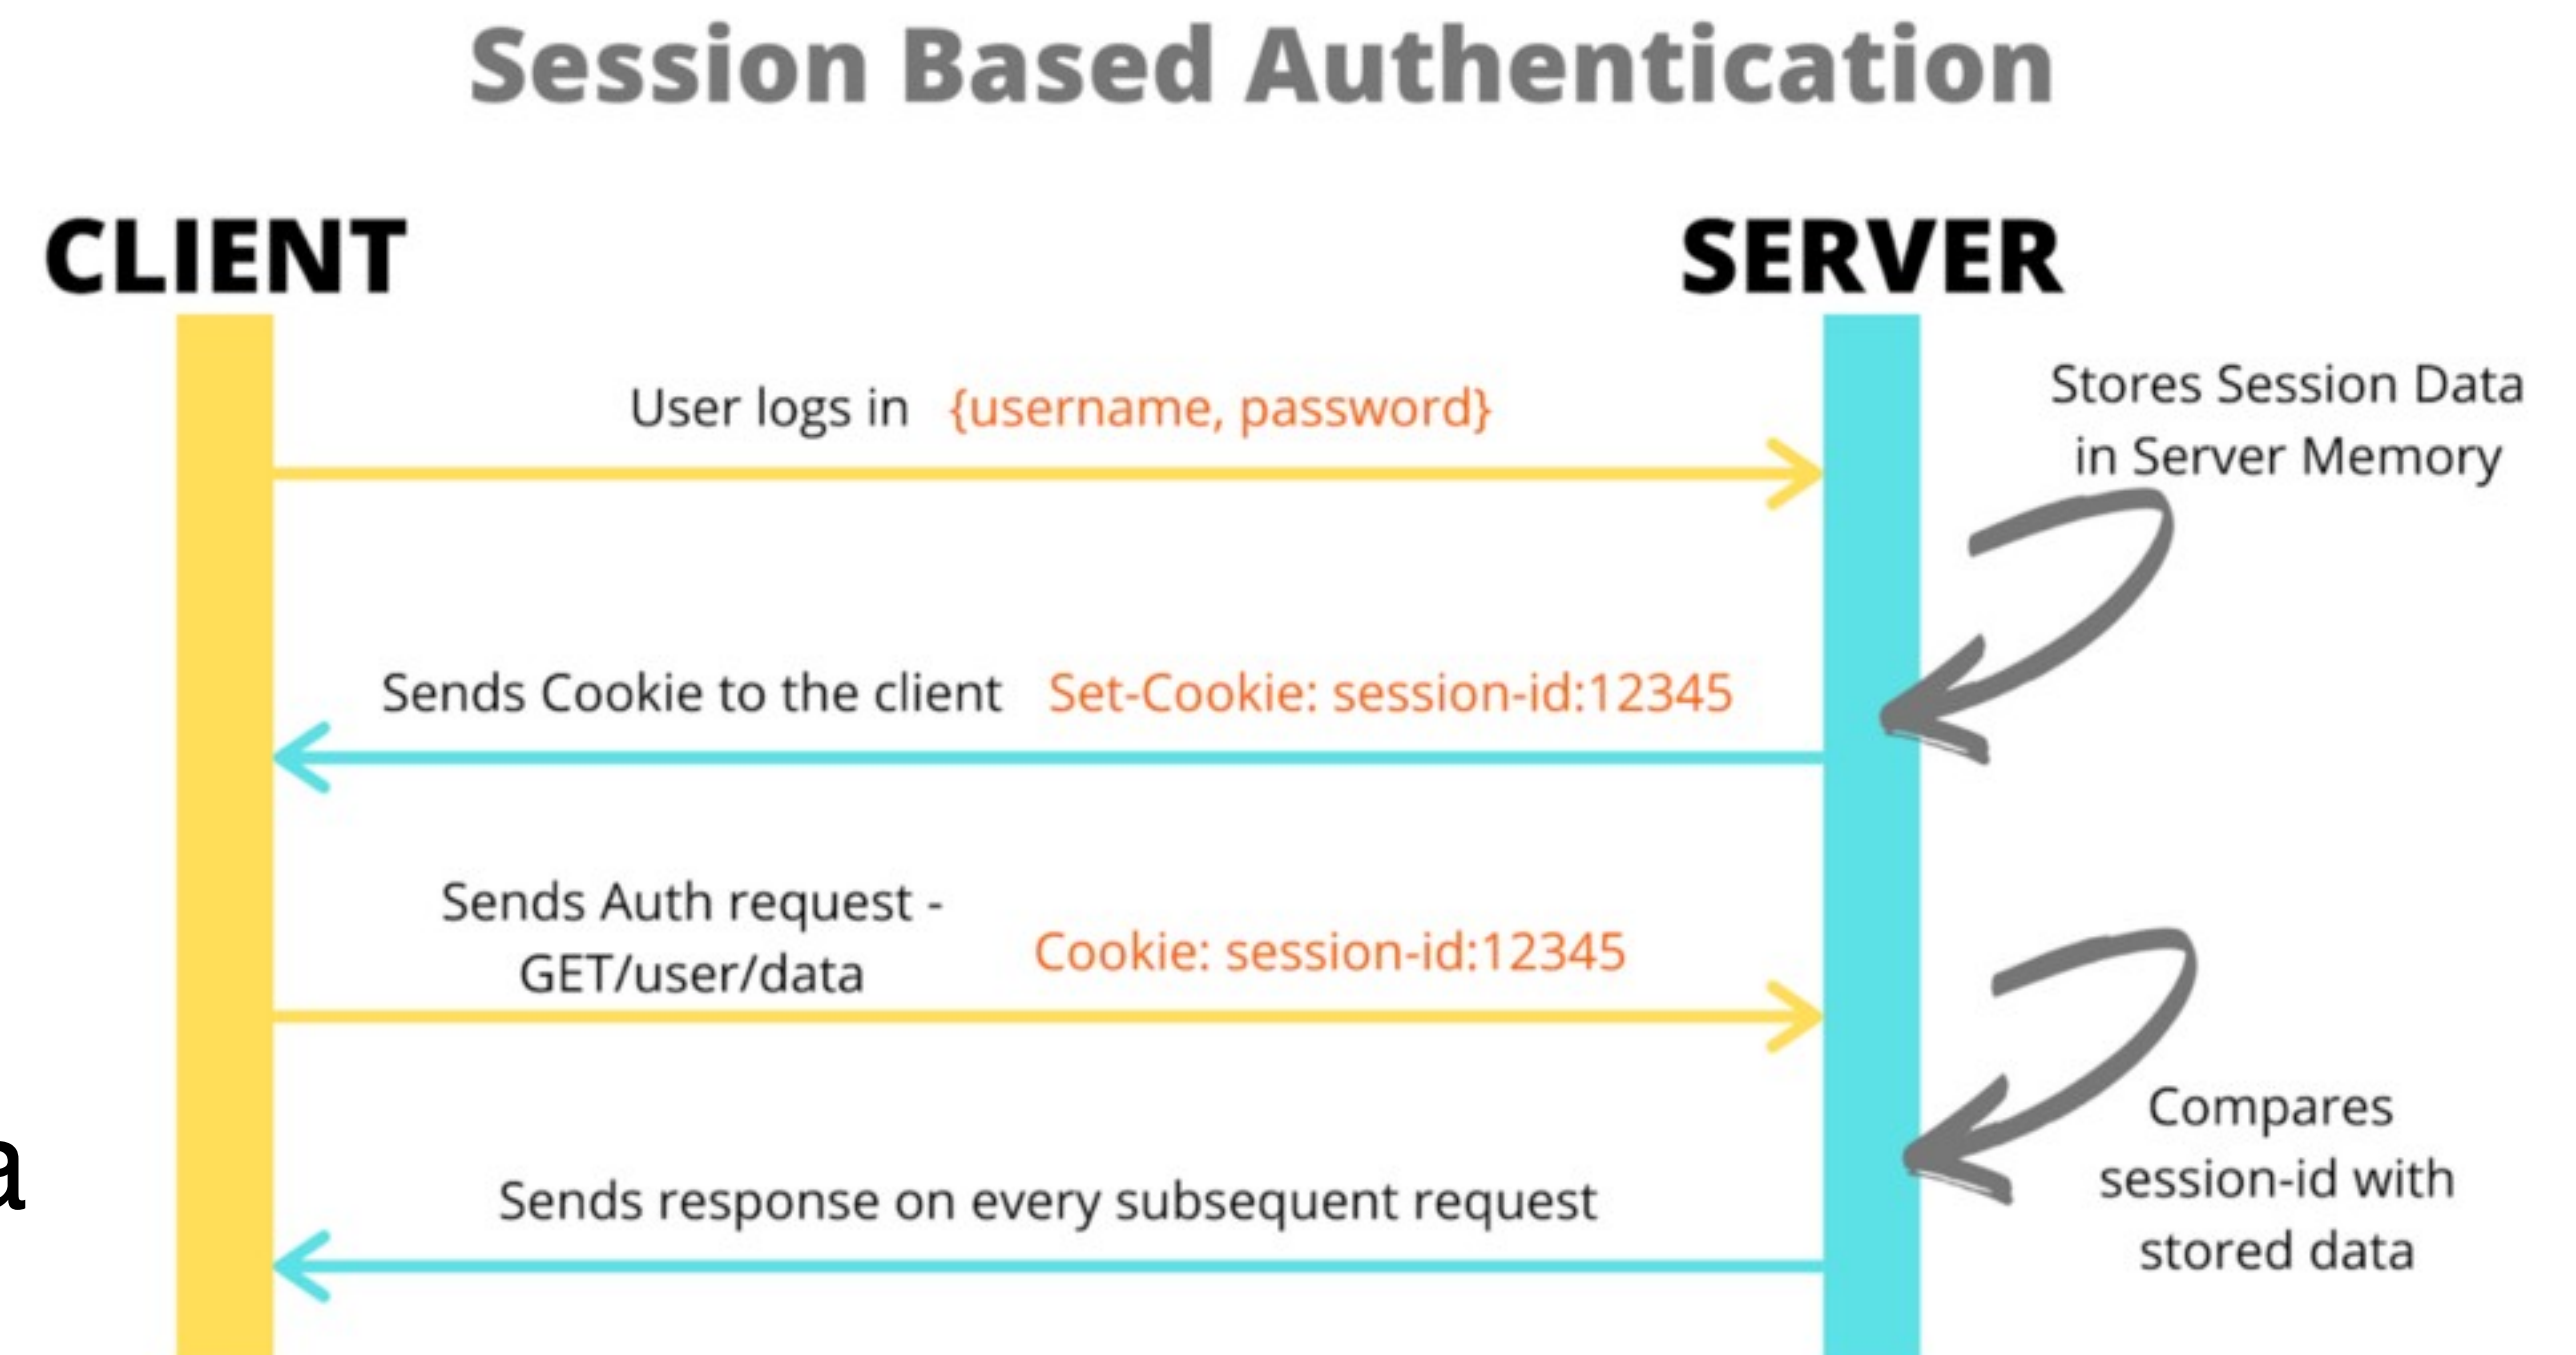 Session Based Authentication
CLIENT
SERVER
User logs in {username, password}
Stores Session Data
in Server Memory
Sends Cookie to the client Set-Cookie: session-id:12345
Sends Auth request -
GET/user/data
Cookie: session-id:12345
Compares
session-id with
stored data
a
Sends response on every subsequent request